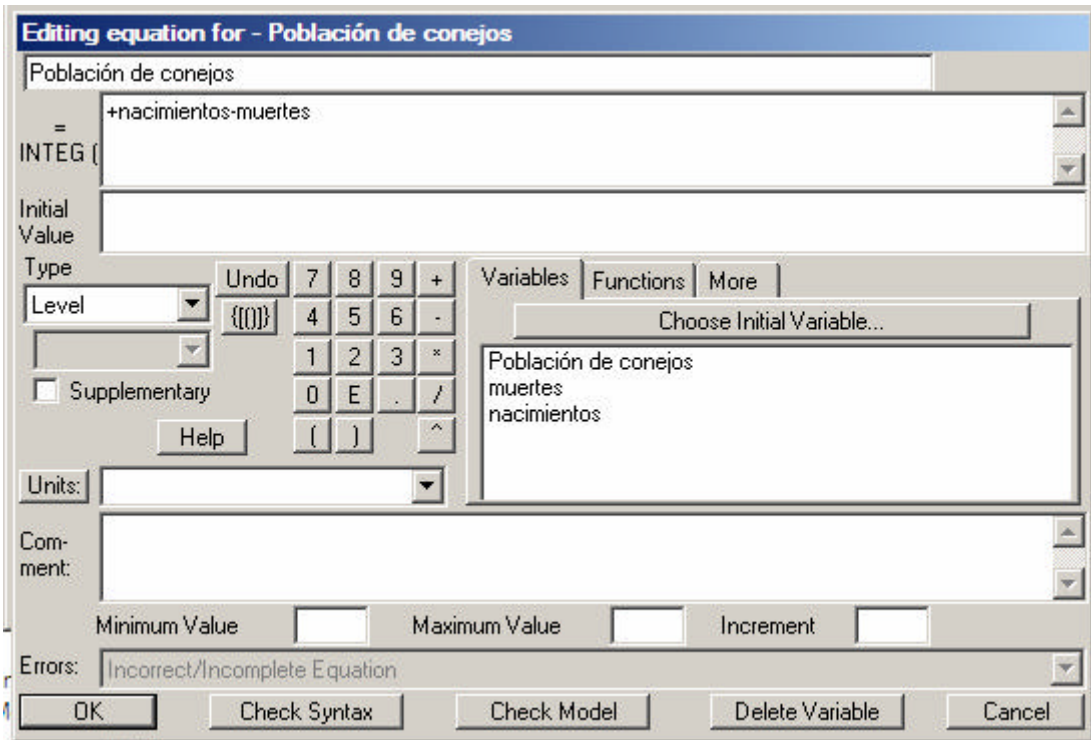 Editing equation for - Población de conejos
Población de conejos
= INTEG (
+nacimientos-muertes
Initial Value
Type
Level
Undo 7 8 9 +
{[()]} 4 5 6 -
1 2 3 *
Supplementary
0 E . /
Help
( ) ^
Variables Functions More
Choose Initial Variable...
Población de conejos
muertes
nacimientos
Units:
Com-
ment:
Minimum Value Maximum Value Increment
Errors: Incorrect/Incomplete Equation
OK Check Syntax Check Model Delete Variable Cancel